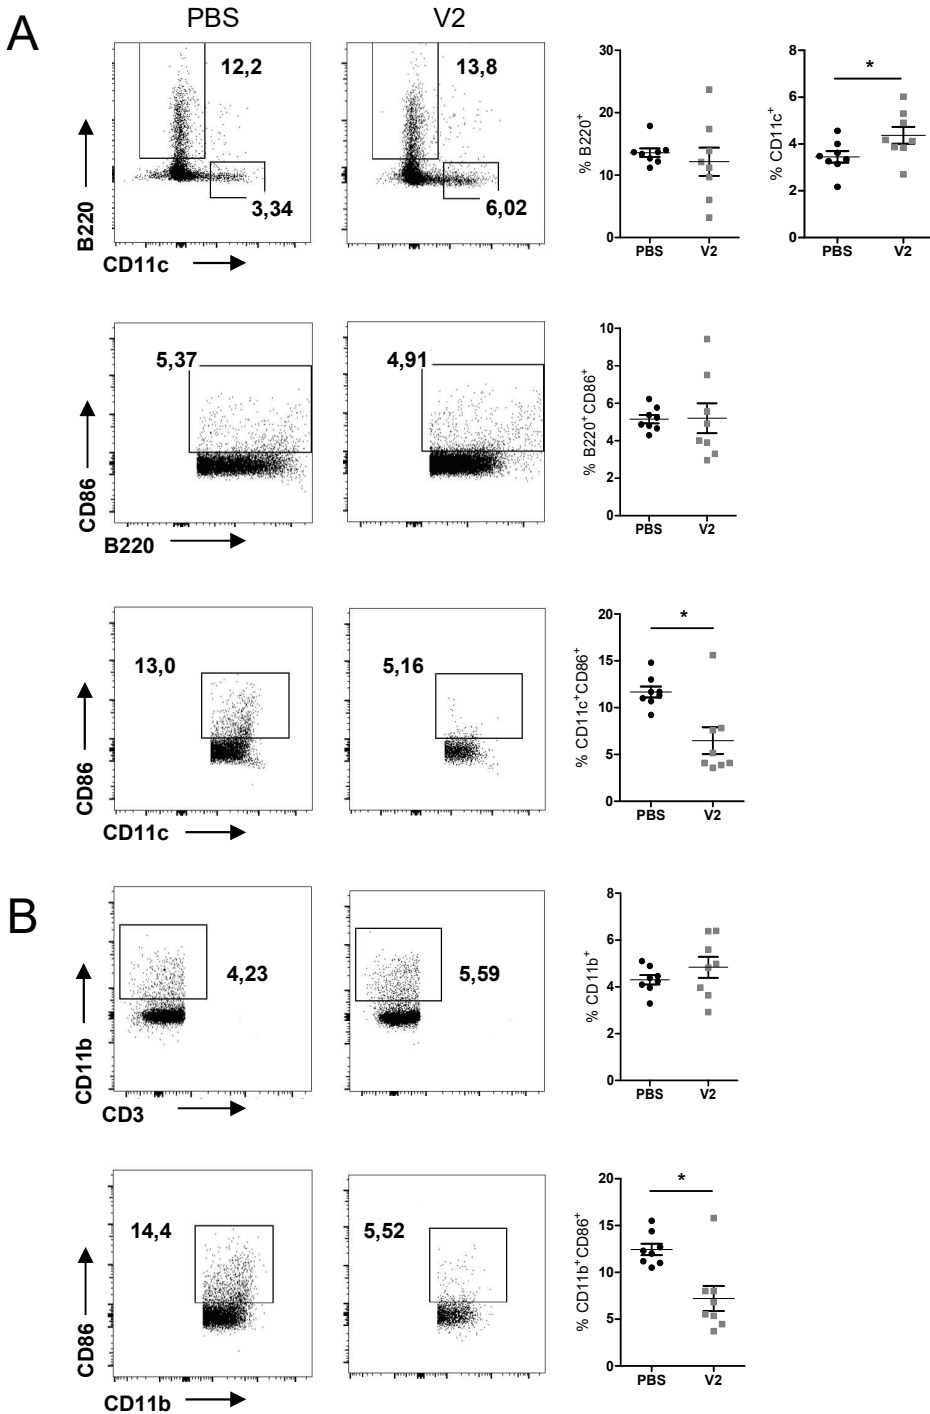 PBS V2
A
12,2
3,34
B220
CD11c
13,8
6,02
30
20
10
0
% B220⁺
PBS V2
*
6
4
2
0
8
% CD11c⁺
PBS V2
5,37
CD86
B220
4,91
10
8
6
4
2
0
% B220⁺CD86⁺
PBS V2
13,0
CD86
CD11c
5,16
*
20
15
10
5
0
% CD11c⁺CD86⁺
PBS V2
B
4,23
CD11b
CD3
5,59
8
6
4
2
0
% CD11b⁺
PBS V2
14,4
CD86
CD11b
5,52
*
20
15
10
5
0
% CD11b⁺CD86⁺
PBS V2